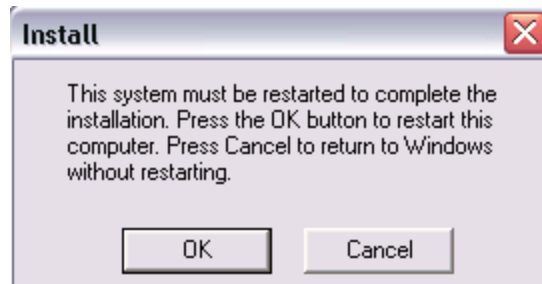 Install
This system must be restarted to complete the
installation. Press the OK button to restart this
computer. Press Cancel to return to Windows
without restarting.
OK
Cancel